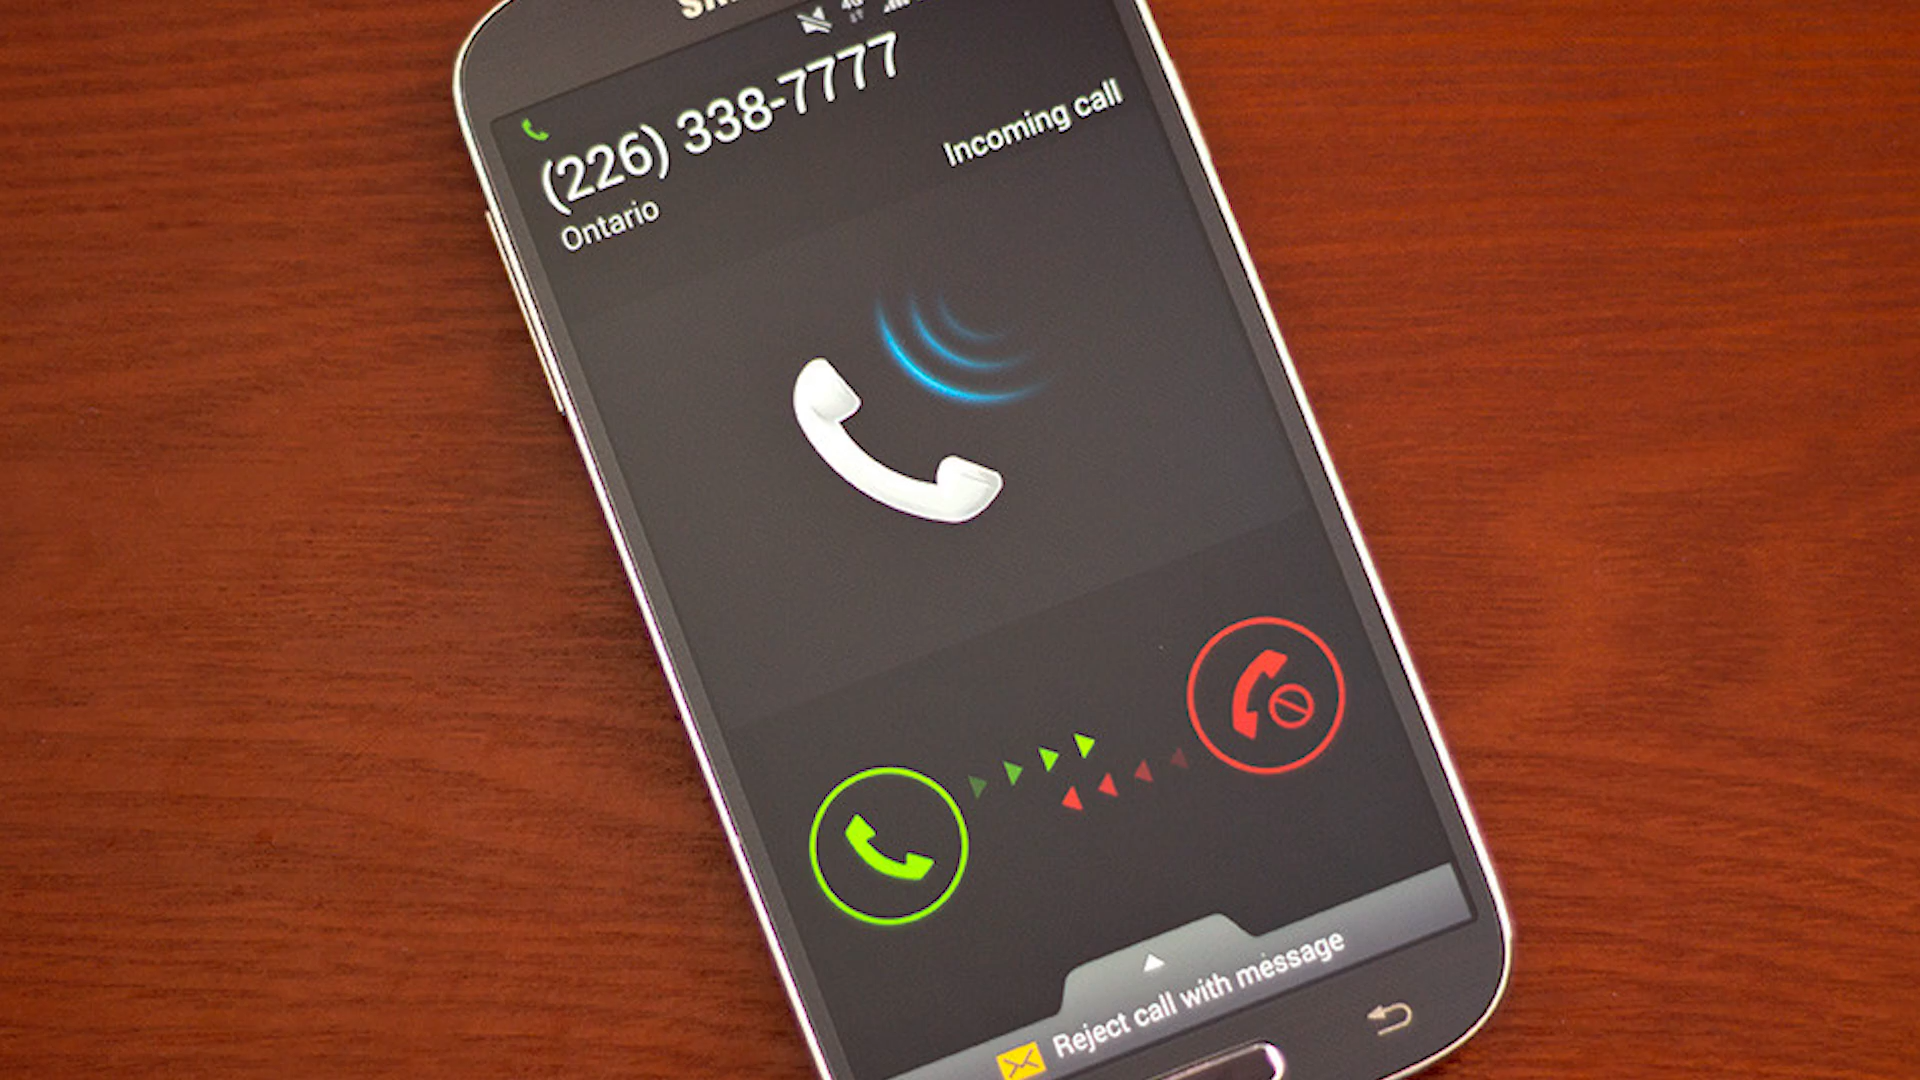 (226) 338-7777
Ontario
Incoming call
Reject call with message